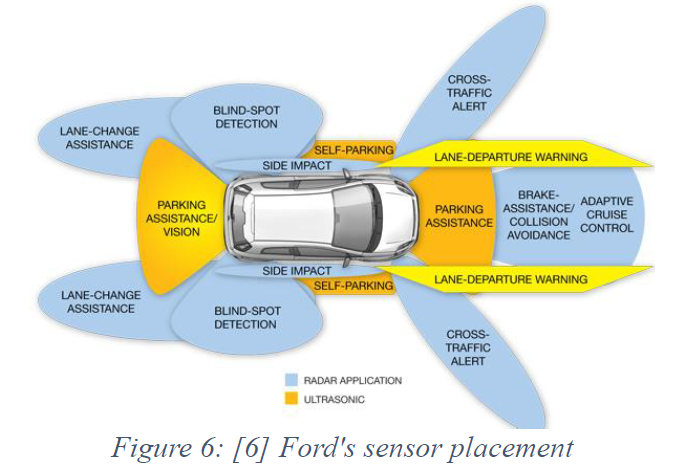 CROSS-
TRAFFIC
ALERT
BLIND-SPOT
DETECTION
LANE-CHANGE
ASSISTANCE
SELF-PARKING
LANE-DEPARTURE WARNING
SIDE IMPACT
PARKING
ASSISTANCE/
VISION
PARKING
ASSISTANCE
BRAKE-
ASSISTANCE/
COLLISION
AVOIDANCE
ADAPTIVE
CRUISE
CONTROL
SIDE IMPACT
LANE-DEPARTURE WARNING
SELF-PARKING
LANE-CHANGE
ASSISTANCE
BLIND-SPOT
DETECTION
CROSS-
TRAFFIC
ALERT
RADAR APPLICATION
ULTRASONIC
Figure 6: [6] Ford's sensor placement